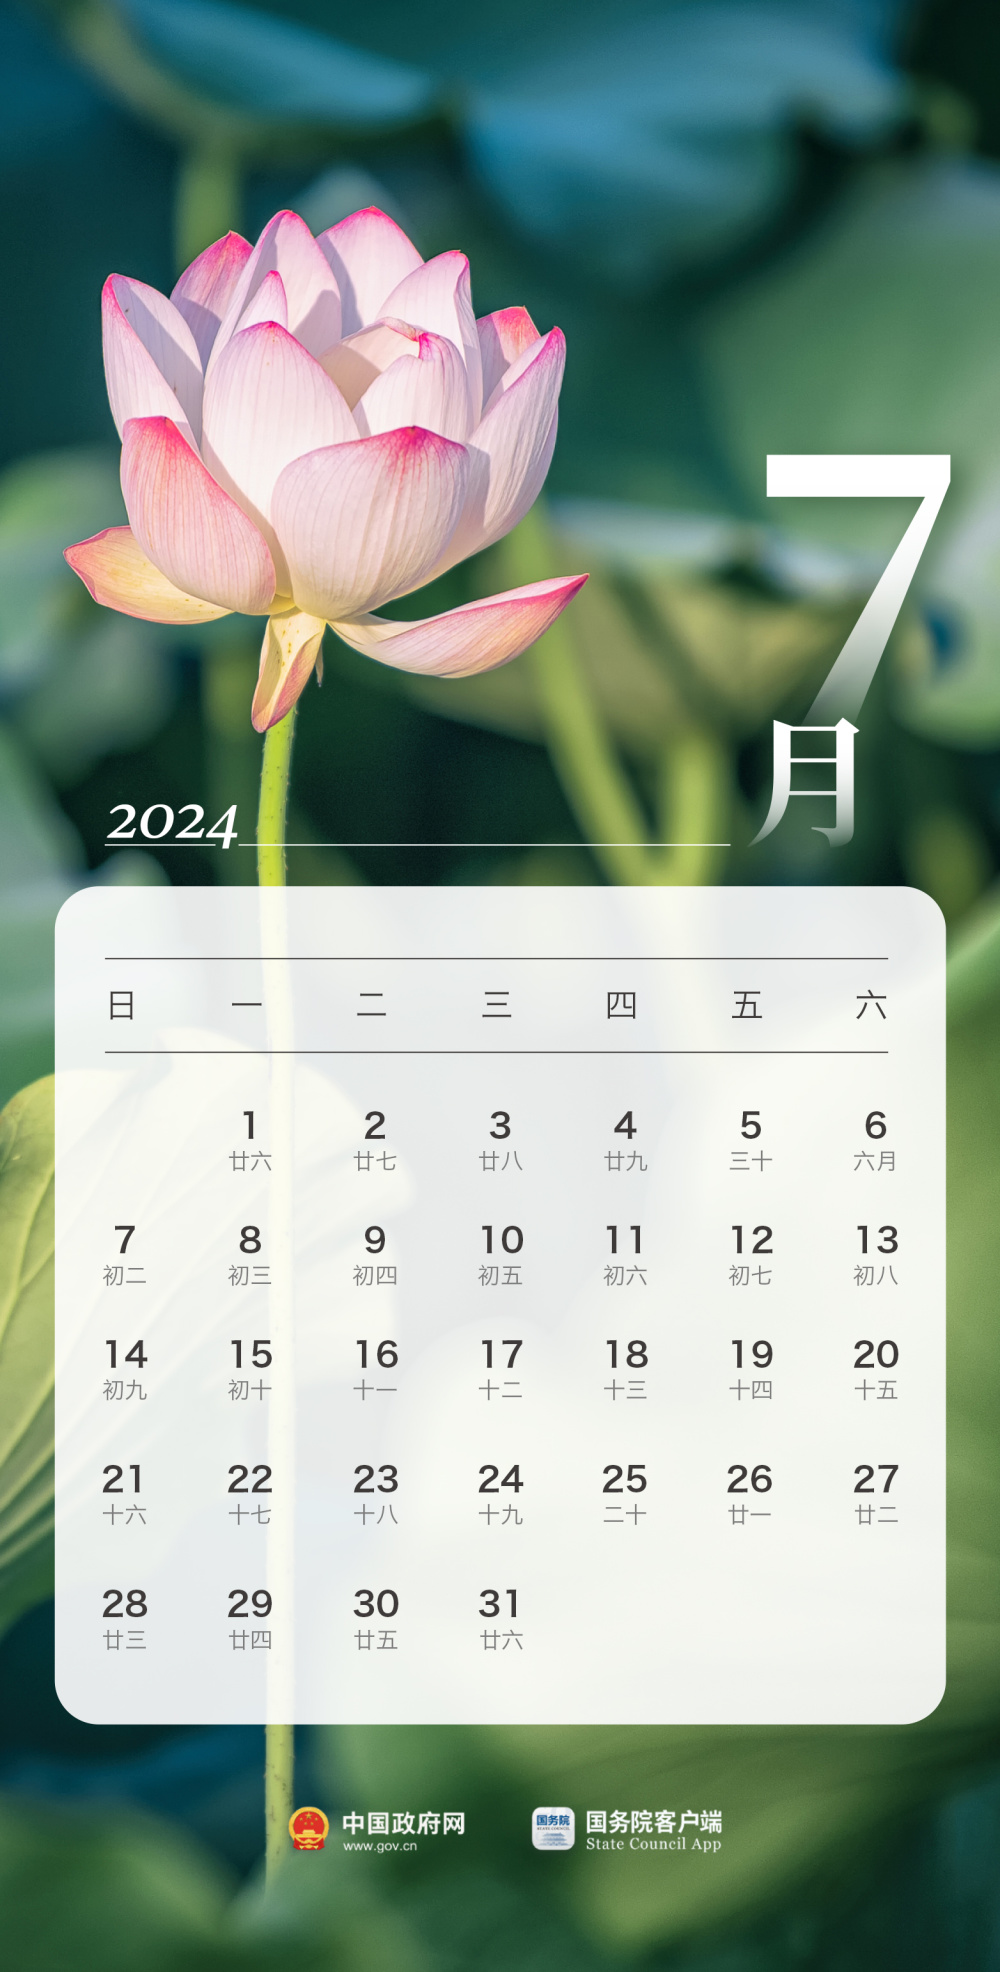 7
月
2024
日 一 二 三 四 五 六
1 2 3 4 5 6
廿六 廿七 廿八 廿九 三十 六月
7 8 9 10 11 12 13
初二 初三 初四 初五 初六 初七 初八
14 15 16 17 18 19 20
初九 初十 十一 十二 十三 十四 十五
21 22 23 24 25 26 27
十六 十七 十八 十九 二十 廿一 廿二
28 29 30 31
廿三 廿四 廿五 廿六
中国政府网
www.gov.cn
国务院
国务院客户端
State Council App